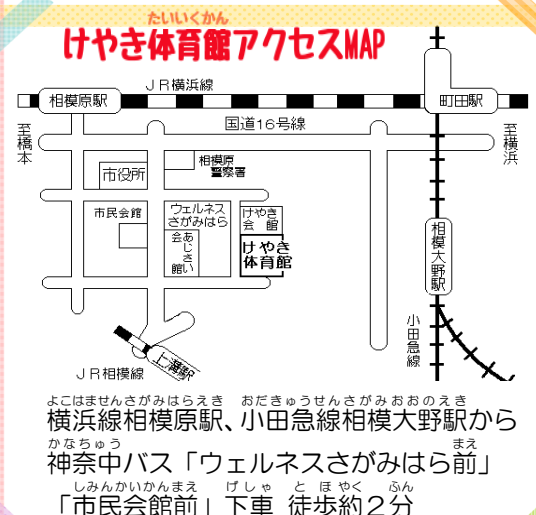 たいいくかん
けやき体育館アクセスMAP
JR横浜線
相模原駅
町田駅
国道16号線
至橋本
至横浜
市役所
相模原
警察署
市民会館
ウェルネス
さがみはら
けやき
会館
あじさい
会館
けやき
体育館
相模大野駅
小田急線
上溝駅
JR相模線
よこはませんさがみはらえき おだきゅうせんさがみおおのえき
横浜線相模原駅、小田急線相模大野駅から
かなちゅう まえ
神奈中バス「ウェルネスさがみはら前」
しみんかいかんまえ げしゃ とほやく ふん
「市民会館前」下車 徒歩約2分